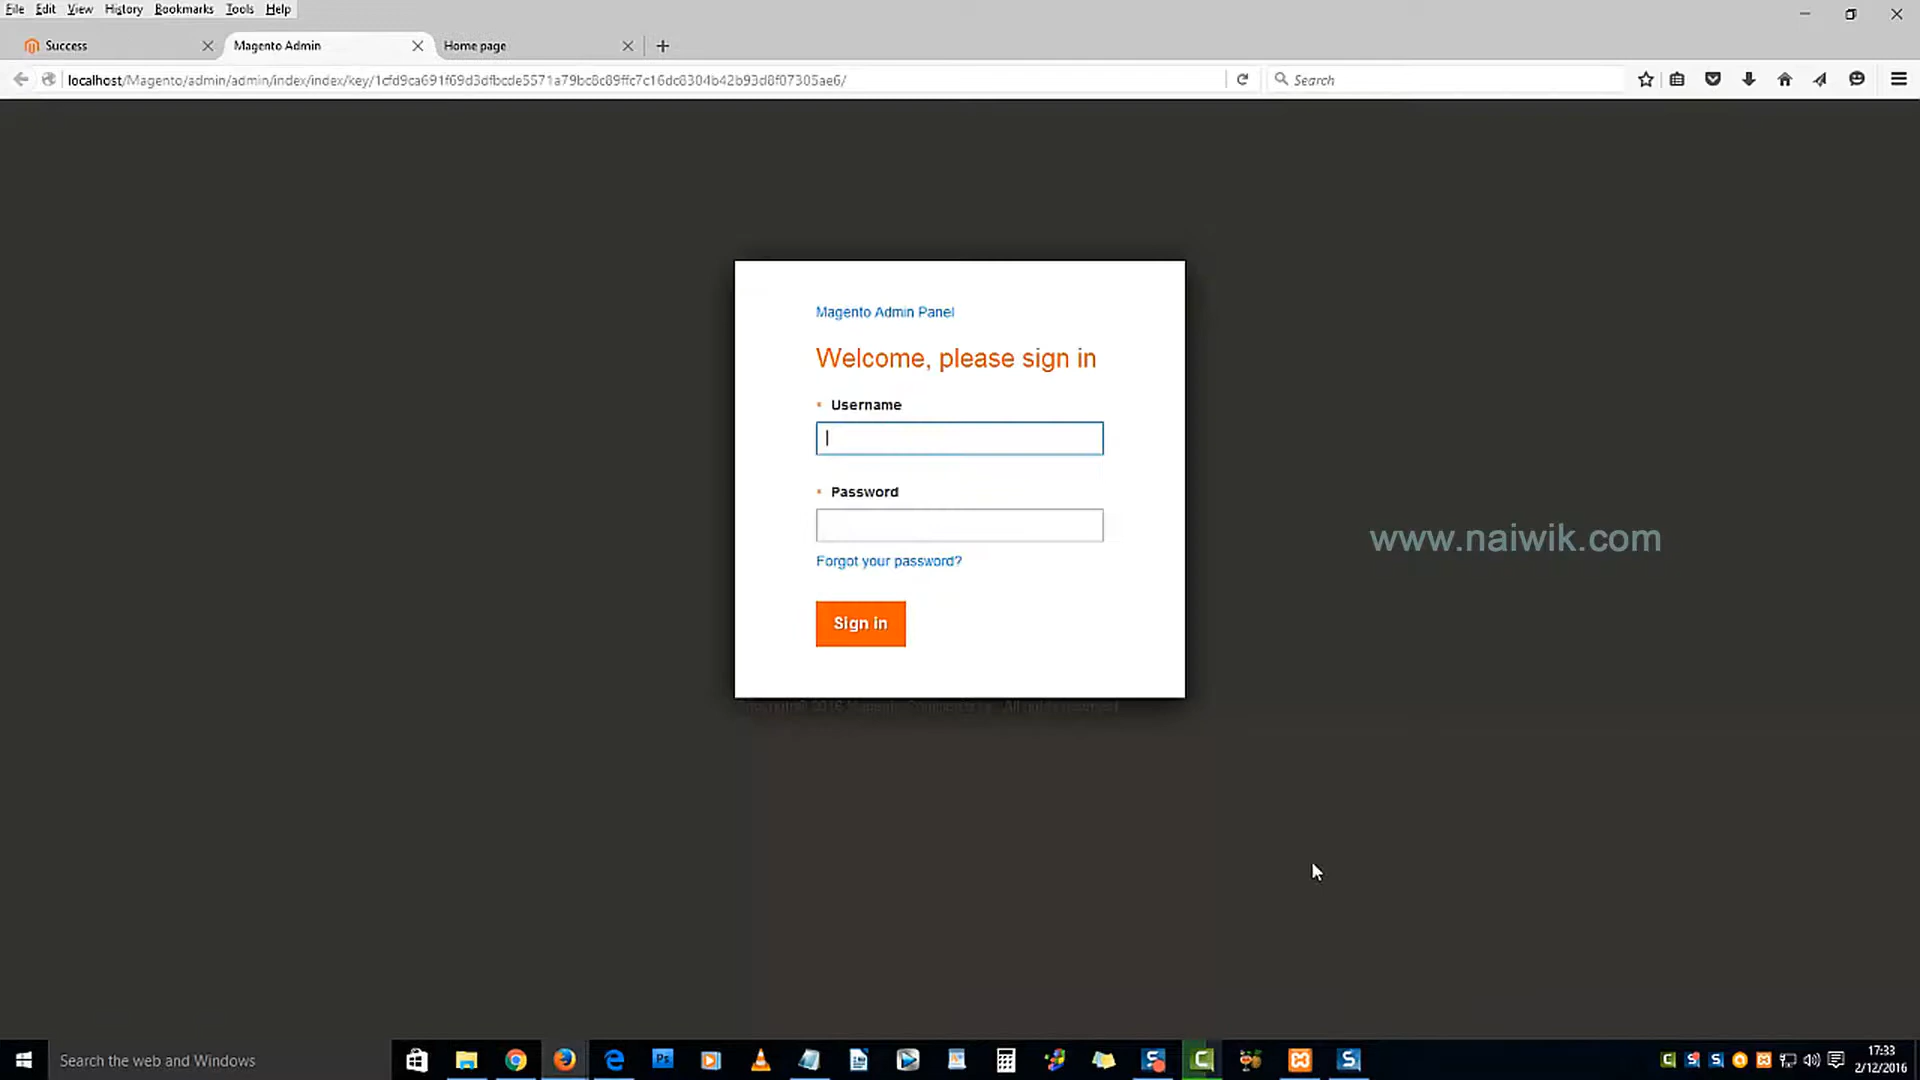 File Edit View History Bookmarks Tools Help
Success
Magento Admin
Home page
localhost/Magento/admin/admin/index/index/key/1cfd9ca691f69d3dfbcde5571a79bc8c89ffc7c16dc8304b42b93d8f07305ae6/
Search
Magento Admin Panel
Welcome, please sign in
* Username
* Password
Forgot your password?
Sign in
www.naiwik.com
Search the web and Windows
17:33
2/12/2016